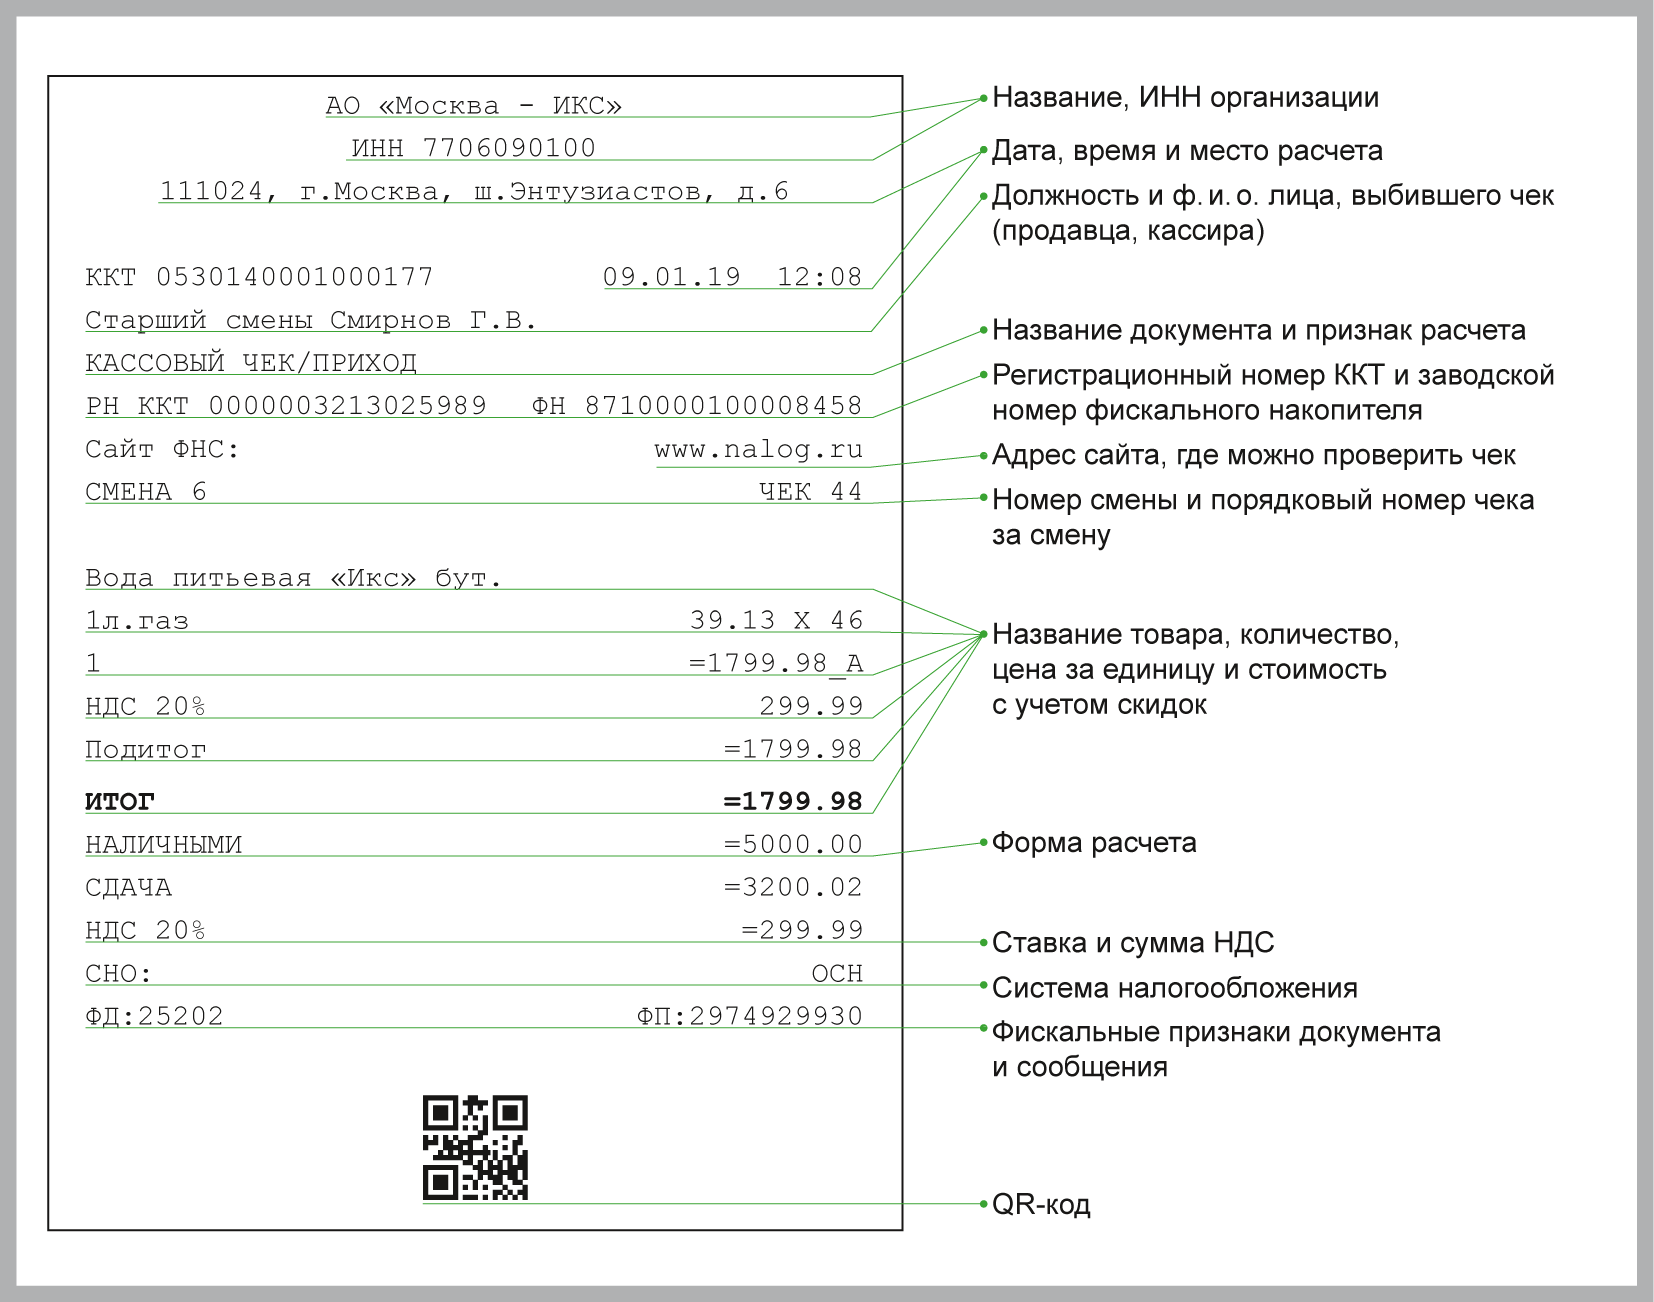 АО «Москва - ИКС»
ИНН 7706090100
111024, г.Москва, ш.Энтузиастов, д.6
ККТ 0530140001000177 09.01.19 12:08
Старший смены Смирнов Г.В.
КАССОВЫЙ ЧЕК/ПРИХОД
РН ККТ 0000003213025989 ФН 8710000100008458
Сайт ФНС: www.nalog.ru
СМЕНА 6 ЧЕК 44
Вода питьевая «Икс» бут.
1л.газ 39.13 X 46
1 =1799.98_А
НДС 20% 299.99
Подитог =1799.98
ИТОГ =1799.98
НАЛИЧНЫМИ =5000.00
СДАЧА =3200.02
НДС 20% =299.99
СНО: ОСН
ФД:25202 ФП:2974929930
Название, ИНН организации
Дата, время и место расчета
Должность и ф. и. о. лица, выбившего чек
(продавца, кассира)
Название документа и признак расчета
Регистрационный номер ККТ и заводской
номер фискального накопителя
Адрес сайта, где можно проверить чек
Номер смены и порядковый номер чека
за смену
Название товара, количество,
цена за единицу и стоимость
с учетом скидок
Форма расчета
Ставка и сумма НДС
Система налогообложения
Фискальные признаки документа
и сообщения
QR-код